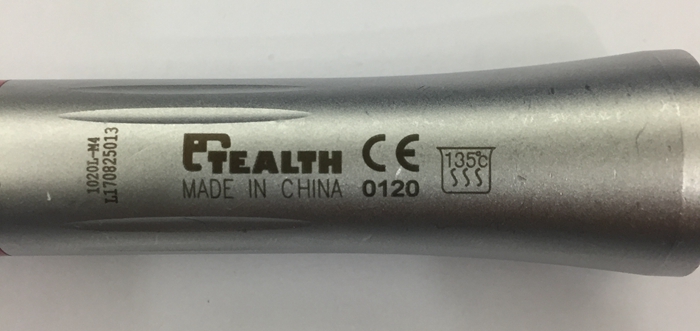 1020L-M4
L170825013
TEALTH
MADE IN CHINA
CE
0120
135°C